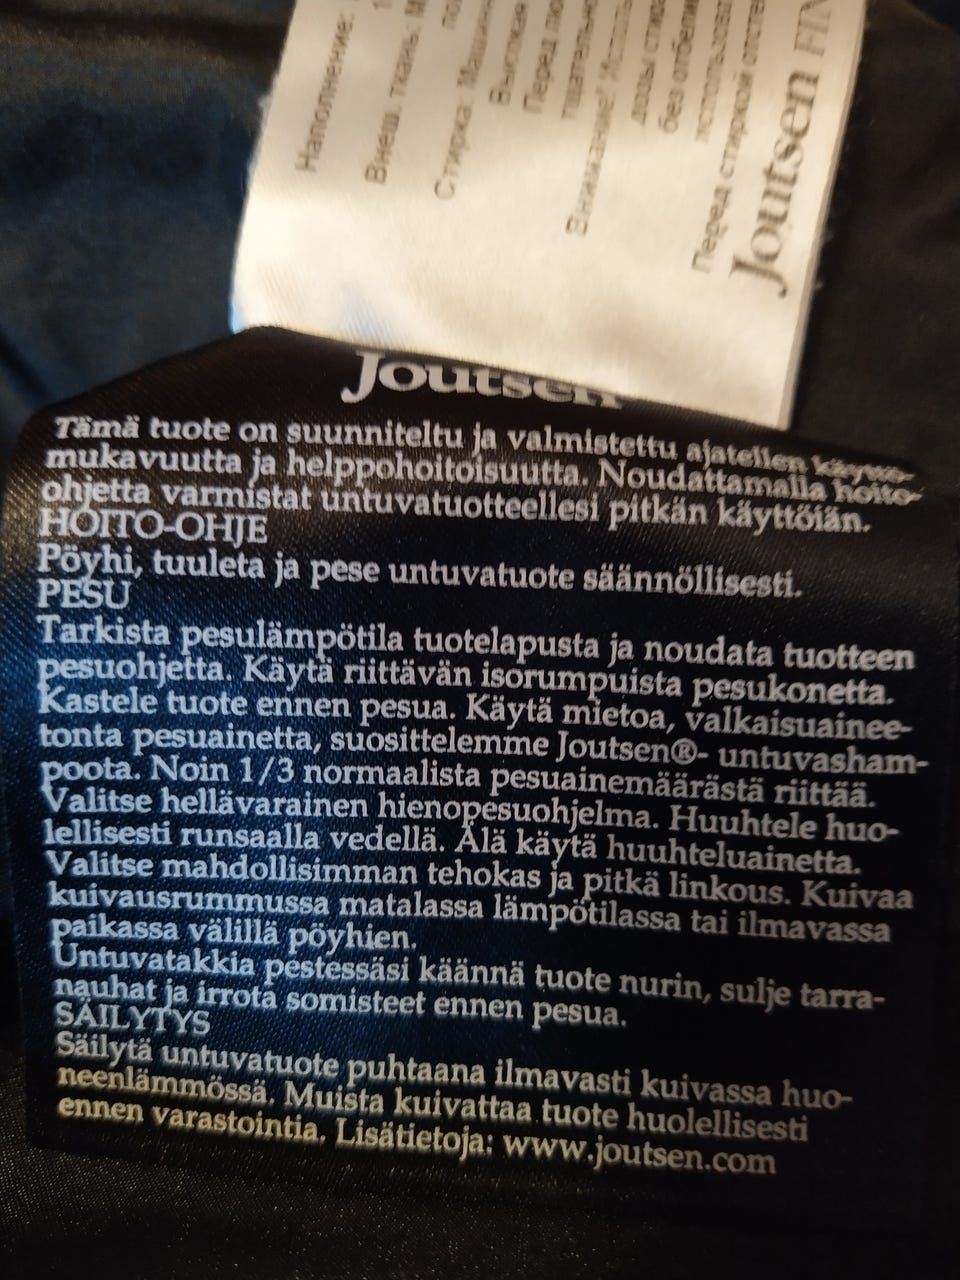 Наполнение:
Внеш. ткань:
Стирка:
Перед
Внимание!
без
Перед стиркой
Joutsen FIN
Joutsen
Tämä tuote on suunniteltu ja valmistettu ajatellen käyttö-
mukavuutta ja helppohoitoisuutta. Noudattamalla hoito-
ohjetta varmistat untuvatuotteellesi pitkän käyttöiän.
HOITO-OHJE
Pöyhi, tuuleta ja pese untuvatuote säännöllisesti.
PESU
Tarkista pesulämpötila tuotelapusta ja noudata tuotteen
pesuohjetta. Käytä riittävän isorumpuista pesukonetta.
Kastele tuote ennen pesua. Käytä mietoa, valkaisuainee-
tonta pesuainetta, suosittelemme Joutsen®- untuvasham-
poota. Noin 1/3 normaalista pesuainemäärästä riittää.
Valitse hellävarainen hienopesuohjelma. Huuhtele huo-
lellisesti runsaalla vedellä. Älä käytä huuhteluainetta.
Valitse mahdollisimman tehokas ja pitkä linkous. Kuivaa
kuivausrummussa matalassa lämpötilassa tai ilmavassa
paikassa välillä pöyhien.
Untuvatakkia pestessäsi käännä tuote nurin, sulje tarra-
nauhat ja irrota somisteet ennen pesua.
SÄILYTYS
Säilytä untuvatuote puhtaana ilmavasti kuivassa huo-
neenlämmössä. Muista kuivattaa tuote huolellisesti
ennen varastointia. Lisätietoja: www.joutsen.com